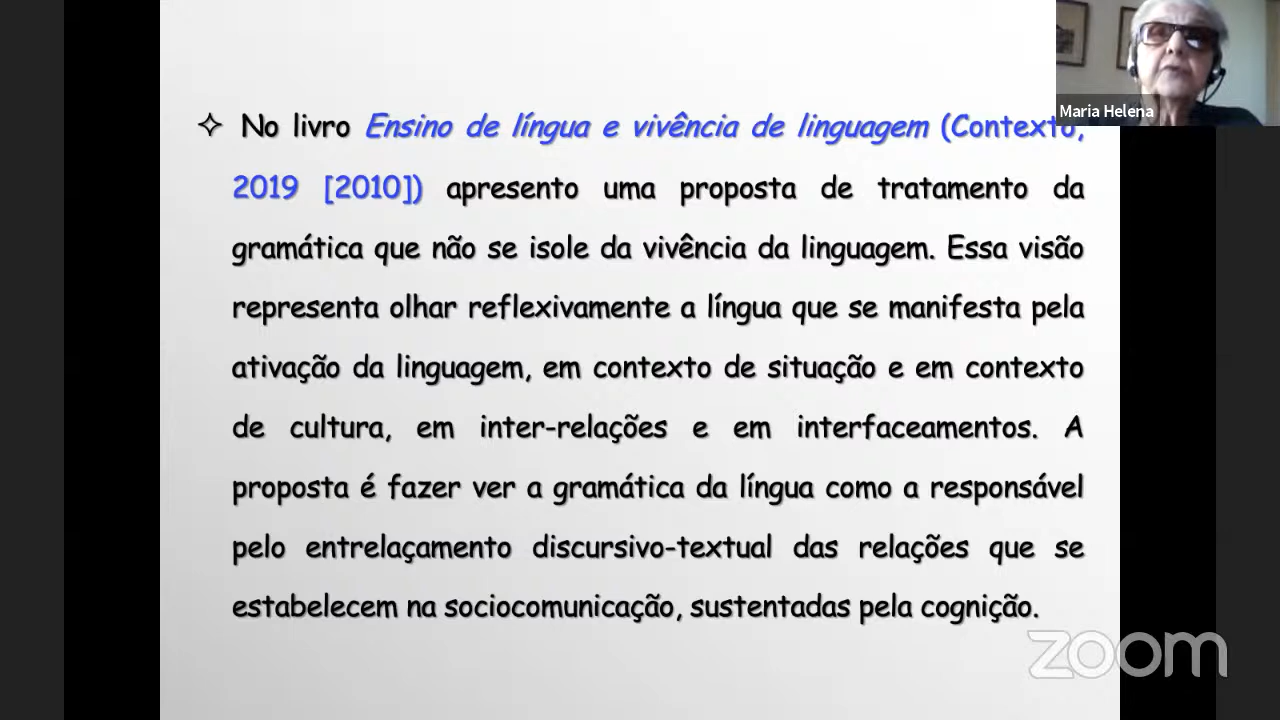 ✧ No livro Ensino de língua e vivência de linguagem (Contexto,
2019 [2010]) apresento uma proposta de tratamento da
gramática que não se isole da vivência da linguagem. Essa visão
representa olhar reflexivamente a língua que se manifesta pela
ativação da linguagem, em contexto de situação e em contexto
de cultura, em inter-relações e em interfaceamentos. A
proposta é fazer ver a gramática da língua como a responsável
pelo entrelaçamento discursivo-textual das relações que se
estabelecem na sociocomunicação, sustentadas pela cognição.
Maria Helena
zoom